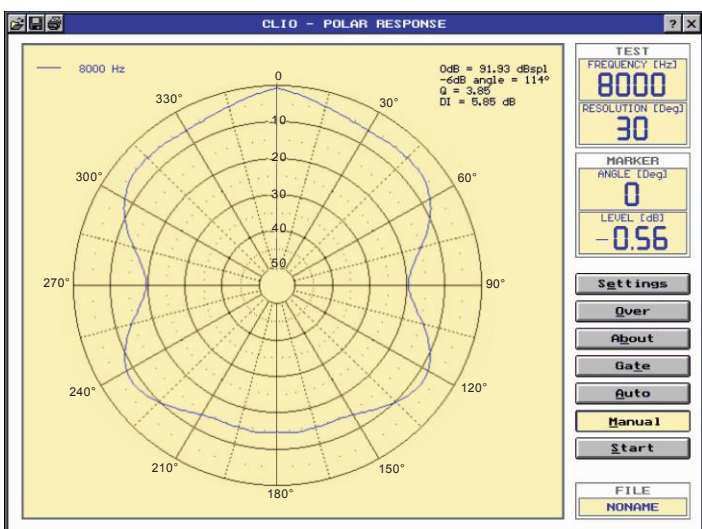 CLIO - POLAR RESPONSE
? ×
8000 Hz
0dB = 91.93 dBspl
-6dB angle = 114°
Q = 3.85
DI = 5.85 dB
0
330°
30°
10
20
300°
60°
30
40
50
270°
90°
240°
120°
210°
150°
180°
TEST
FREQUENCY [Hz]
8000
RESOLUTION [Deg]
30
MARKER
ANGLE [Deg]
0
LEVEL [dB]
-0.56
Settings
Over
About
Gate
Auto
Manual
Start
FILE
NONAME